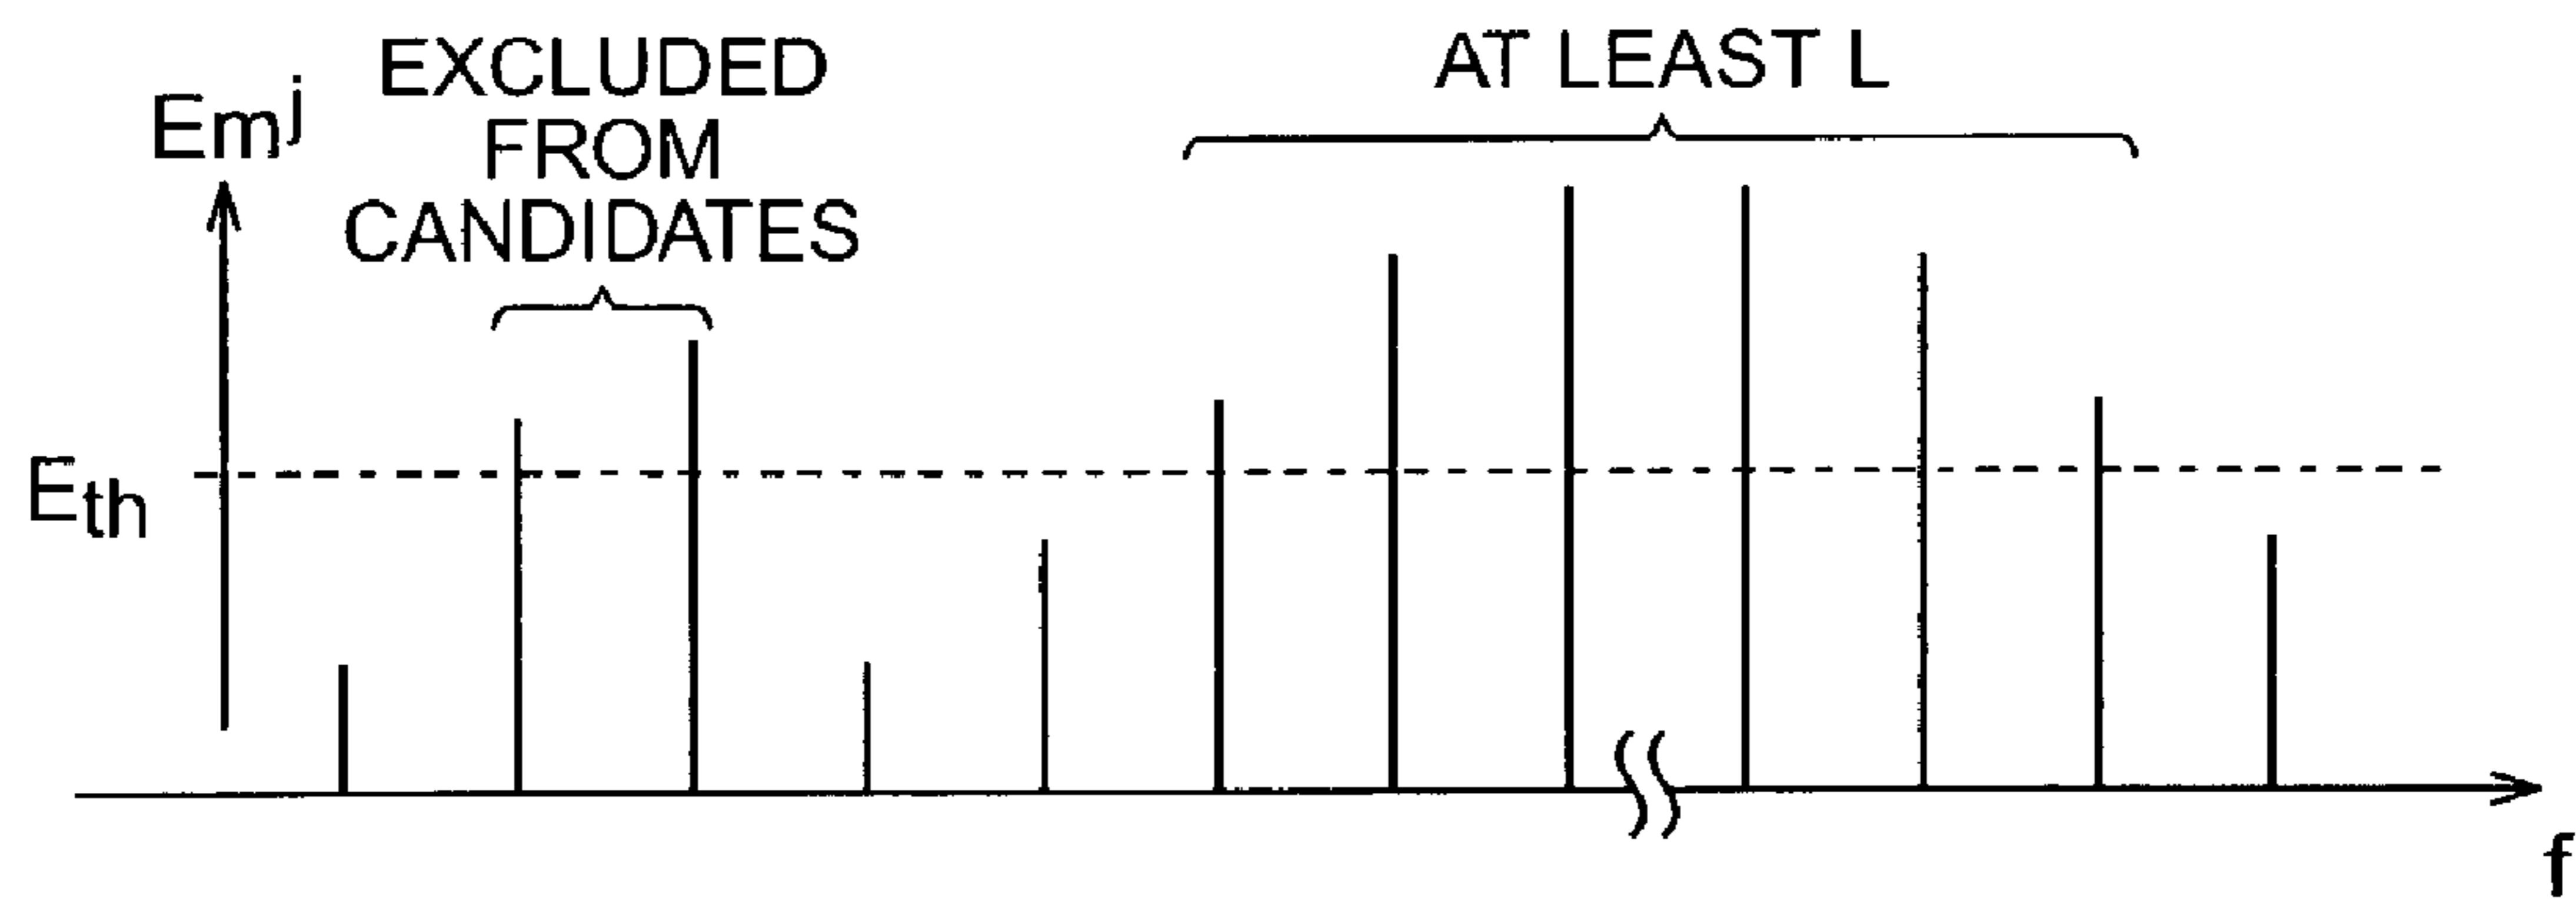 Emʲ
EXCLUDED
FROM
CANDIDATES
AT LEAST L
Eth
f